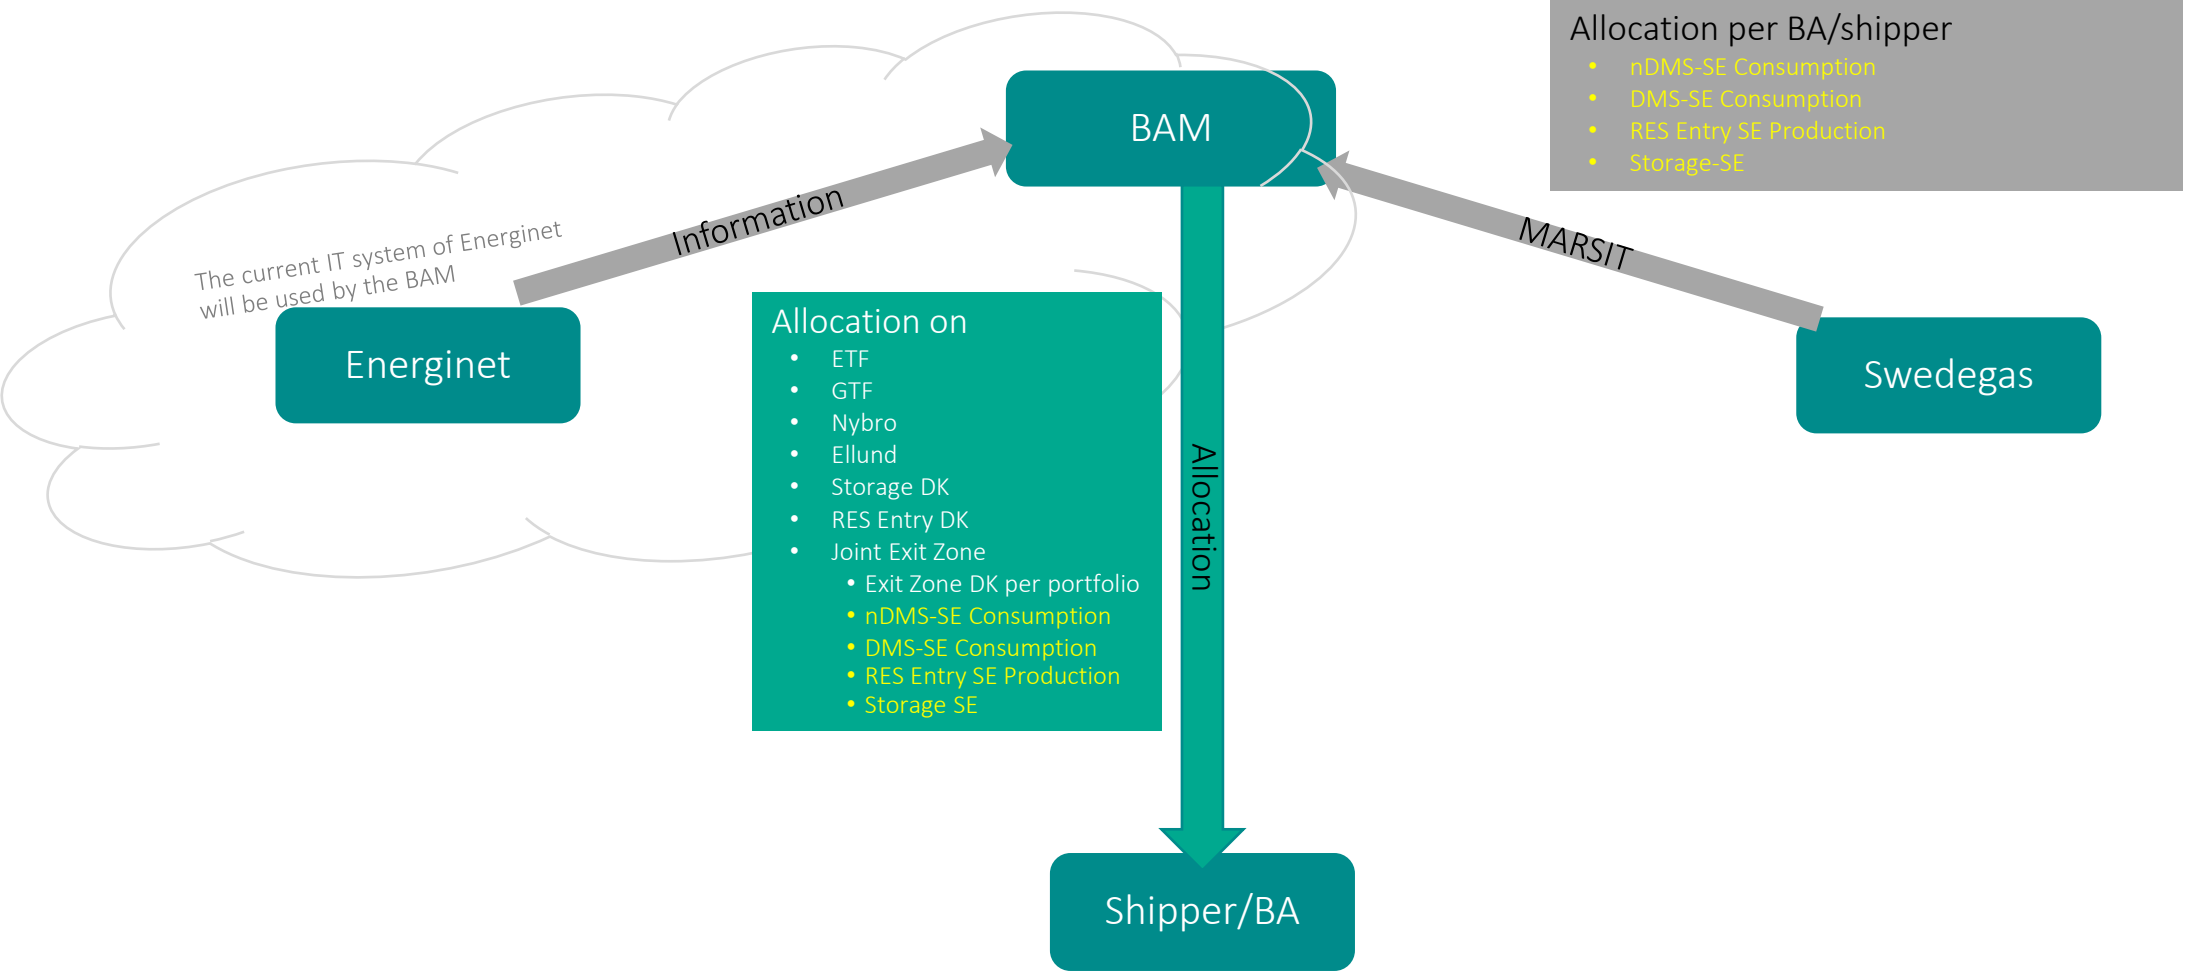 Allocation per BA/shipper
• nDMS-SE Consumption
• DMS-SE Consumption
• RES Entry SE Production
• Storage-SE
BAM
Information
MARSIT
The current IT system of Energinet
will be used by the BAM
Energinet
Swedegas
Allocation on
• ETF
• GTF
• Nybro
• Ellund
• Storage DK
• RES Entry DK
• Joint Exit Zone
• Exit Zone DK per portfolio
• nDMS-SE Consumption
• DMS-SE Consumption
• RES Entry SE Production
• Storage SE
Allocation
Shipper/BA